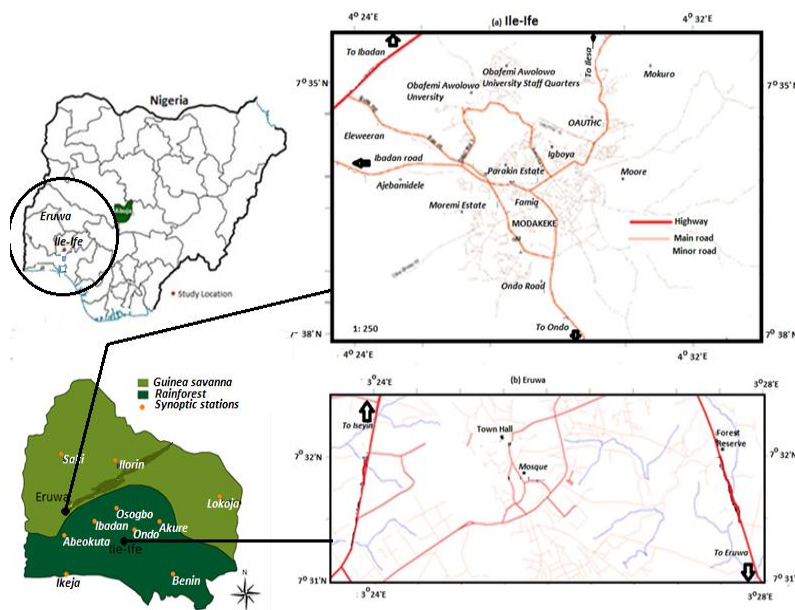 (a) Ile-Ife
4° 24'E
4° 32'E
7° 35'N
7° 35'N
To Ibadan
Obafemi Awolowo
Unversity
Obafemi Awolowo
University Staff Quarters
To Ilesa
Mokuro
OAUTHC
Eleweeran
Ibadan road
Igboya
Parakin Estate
Moore
Ajebamidele
Moremi Estate
Famia
MODAKEKE
Highway
Main road
Minor road
Ondo Road
1: 250
To Ondo
7° 38'N
7° 38'N
4° 24'E
4° 32'E
Nigeria
Abuja
Eruwa
Ile-Ife
Study Location
Guinea savanna
Rainforest
Synoptic stations
Saki
Ilorin
Eruwa
Lokoja
Osogbo
Ibadan
Akure
Ondo
Abeokuta
Ile-Ife
Ikeja
Benin
N
(b) Eruwa
3° 24'E
3° 28'E
To Iseyin
Town Hall
Forest
Reserve
7° 32'N
7° 32'N
Mosque
To Eruwa
7° 31'N
7° 31'N
3° 24'E
3° 28'E